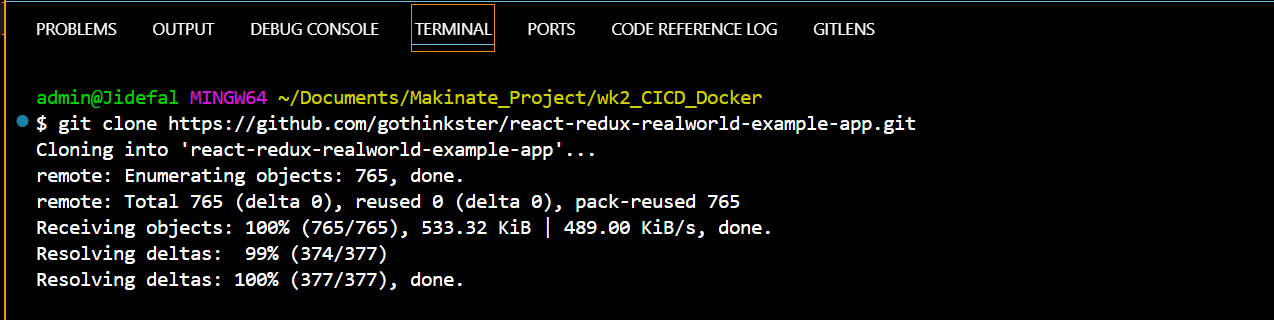 PROBLEMS OUTPUT DEBUG CONSOLE TERMINAL PORTS CODE REFERENCE LOG GITLENS
admin@Jidefal MINGW64 ~/Documents/Makinate_Project/wk2_CICD_Docker
$ git clone https://github.com/gothinkster/react-redux-realworld-example-app.git
Cloning into 'react-redux-realworld-example-app'...
remote: Enumerating objects: 765, done.
remote: Total 765 (delta 0), reused 0 (delta 0), pack-reused 765
Receiving objects: 100% (765/765), 533.32 KiB | 489.00 KiB/s, done.
Resolving deltas:  99% (374/377)
Resolving deltas: 100% (377/377), done.